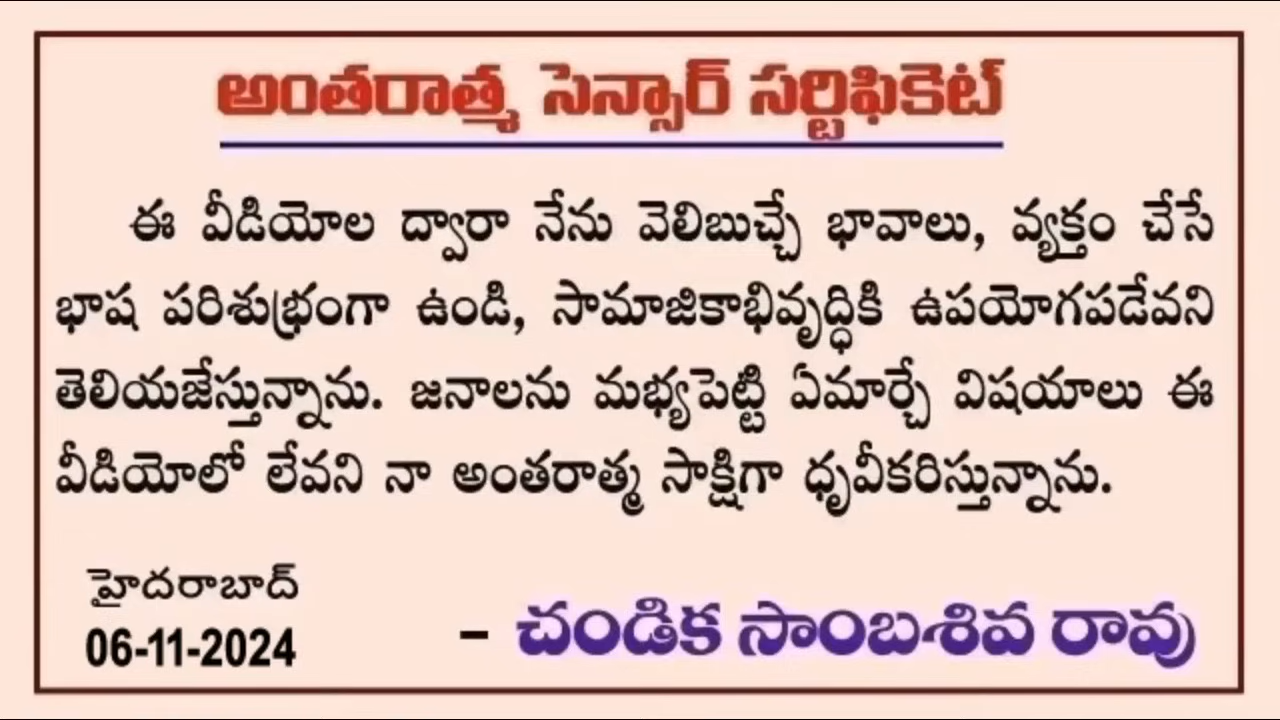 అంతరాత్మ సెన్సార్ సర్టిఫికెట్
ఈ వీడియోల ద్వారా నేను వెలిబుచ్చే భావాలు, వ్యక్తం చేసే
భాష పరిశుభ్రంగా ఉండి, సామాజికాభివృద్ధికి ఉపయోగపడేవని
తెలియజేస్తున్నాను. జనాలను మభ్యపెట్టి ఏమార్చే విషయాలు ఈ
వీడియోలో లేవని నా అంతరాత్మ సాక్షిగా ధృవీకరిస్తున్నాను.
హైదరాబాద్
06-11-2024
– చండిక సాంబశివ రావు